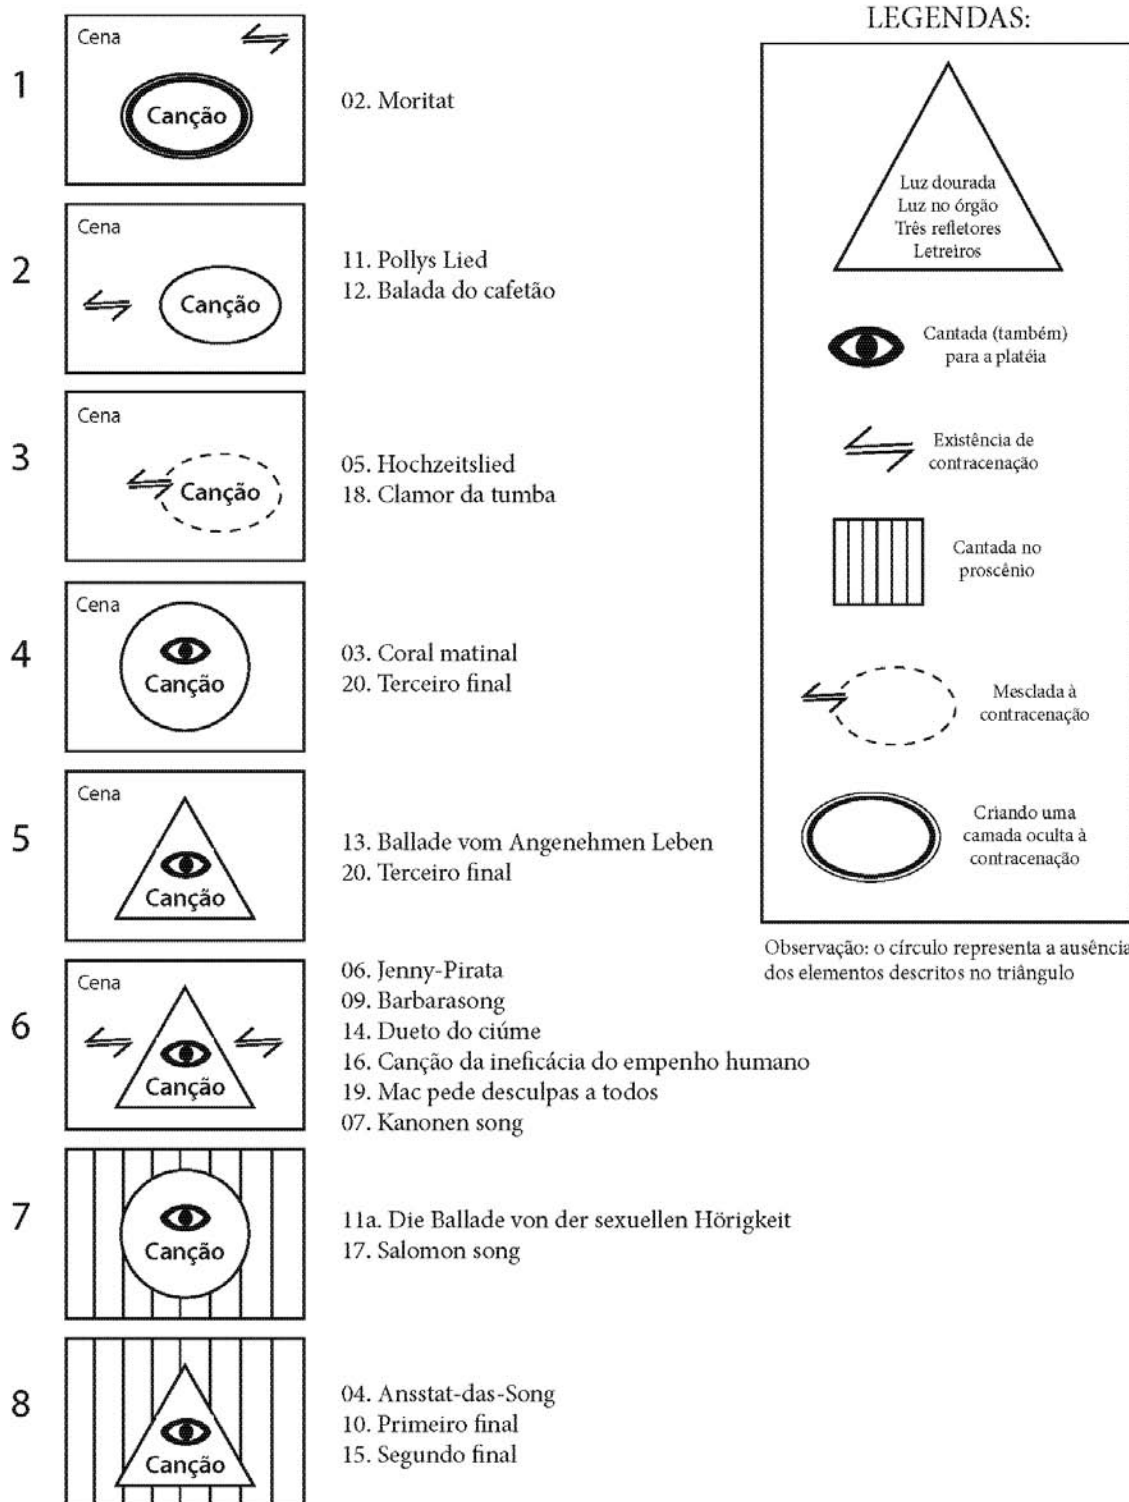 1
Cena
Canção
02. Moritat
2
Cena
Canção
11. Pollys Lied
12. Balada do cafetão
3
Cena
Canção
05. Hochzeitslied
18. Clamor da tumba
4
Cena
Canção
03. Coral matinal
20. Terceiro final
5
Cena
Canção
13. Ballade vom Angenehmen Leben
20. Terceiro final
6
Cena
Canção
06. Jenny-Pirata
09. Barbarasong
14. Dueto do ciúme
16. Canção da ineficácia do empenho humano
19. Mac pede desculpas a todos
07. Kanonen song
7
Canção
11a. Die Ballade von der sexuellen Hörigkeit
17. Salomon song
8
Canção
04. Ansstat-das-Song
10. Primeiro final
15. Segundo final
LEGENDAS:
Luz dourada
Luz no órgão
Três refletores
Letreiros
Cantada (também)
para a platéia
Existência de
contracenação
Cantada no
proscênio
Mesclada à
contracenação
Criando uma
camada oculta à
contracenação
Observação: o círculo representa a ausência
dos elementos descritos no triângulo